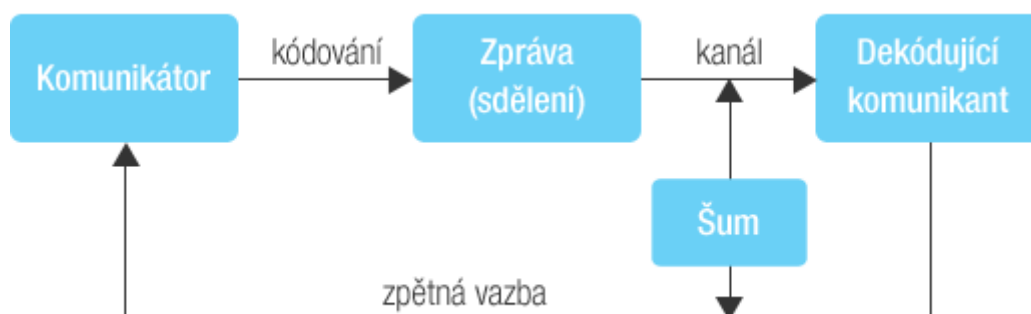 Komunikátor
kódování
Zpráva
(sdělení)
kanál
Dekódující
komunikant
Šum
zpětná vazba